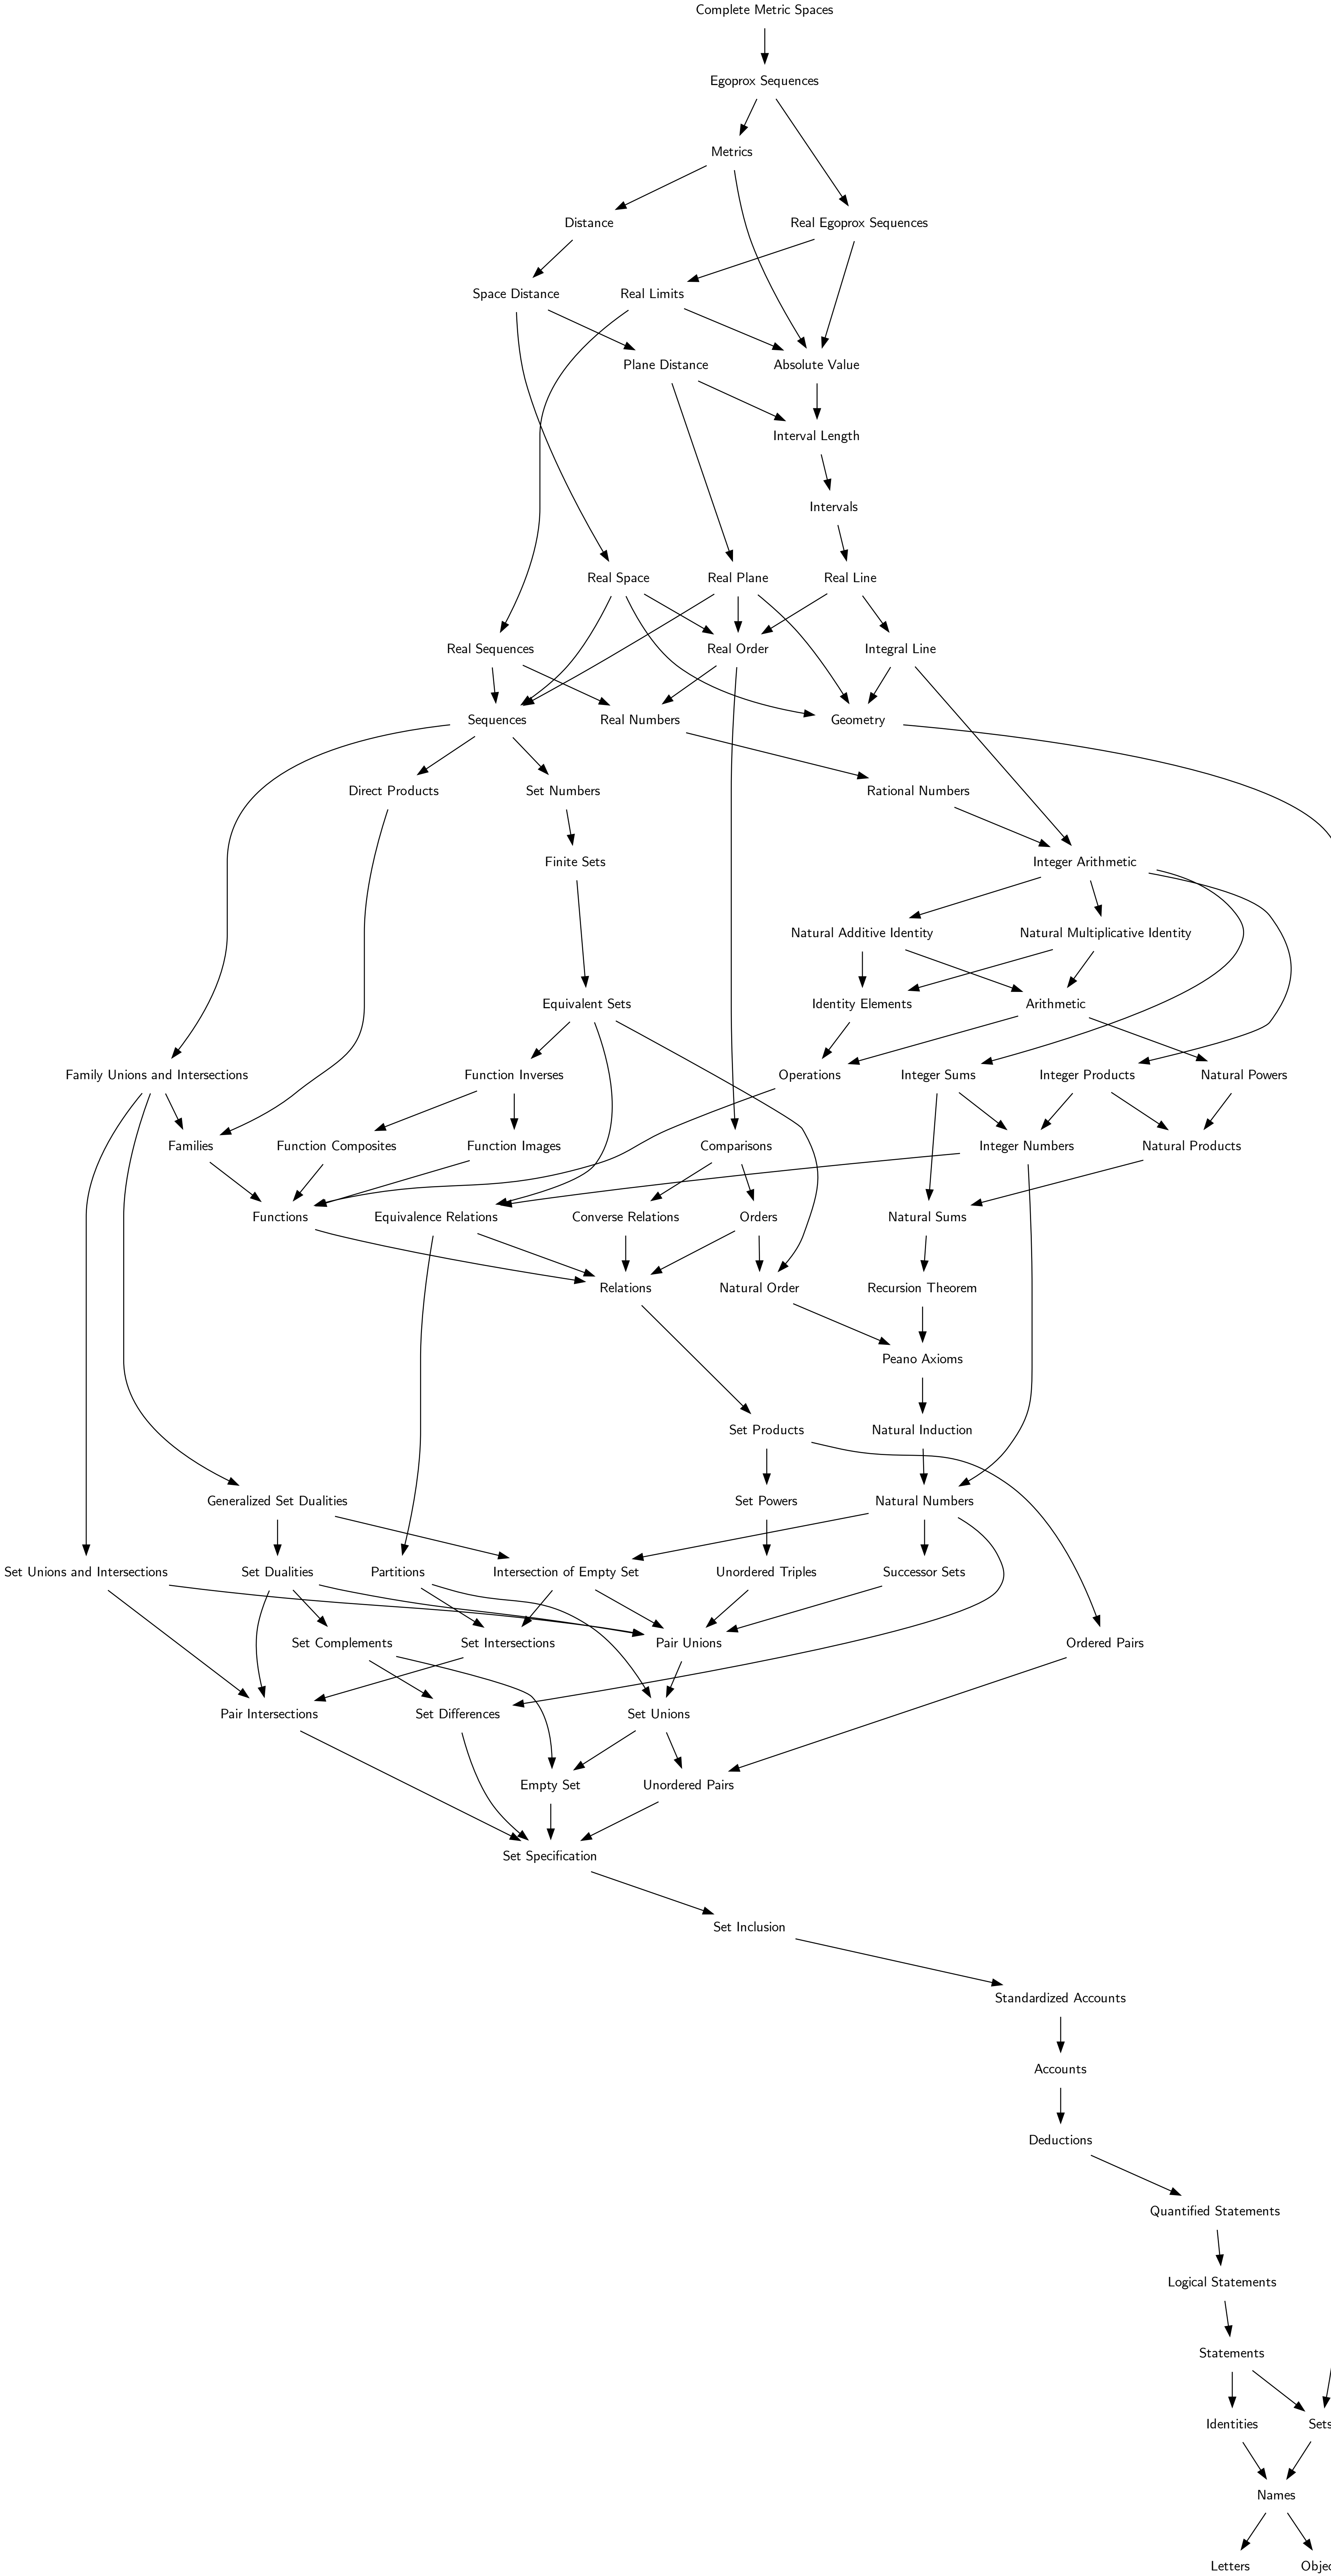 Complete Metric Spaces
Egoprox Sequences
Metrics
Distance
Real Egoprox Sequences
Space Distance
Real Limits
Plane Distance
Absolute Value
Interval Length
Intervals
Real Space
Real Plane
Real Line
Real Sequences
Real Order
Integral Line
Sequences
Real Numbers
Geometry
Direct Products
Set Numbers
Rational Numbers
Finite Sets
Integer Arithmetic
Natural Additive Identity
Natural Multiplicative Identity
Equivalent Sets
Identity Elements
Arithmetic
Family Unions and Intersections
Function Inverses
Operations
Integer Sums
Integer Products
Natural Powers
Families
Function Composites
Function Images
Comparisons
Integer Numbers
Natural Products
Functions
Equivalence Relations
Converse Relations
Orders
Natural Sums
Relations
Natural Order
Recursion Theorem
Peano Axioms
Set Products
Natural Induction
Generalized Set Dualities
Set Powers
Natural Numbers
Set Unions and Intersections
Set Dualities
Partitions
Intersection of Empty Set
Unordered Triples
Successor Sets
Set Complements
Set Intersections
Pair Unions
Ordered Pairs
Pair Intersections
Set Differences
Set Unions
Empty Set
Unordered Pairs
Set Specification
Set Inclusion
Standardized Accounts
Accounts
Deductions
Quantified Statements
Logical Statements
Statements
Identities
Sets
Names
Letters
Objec